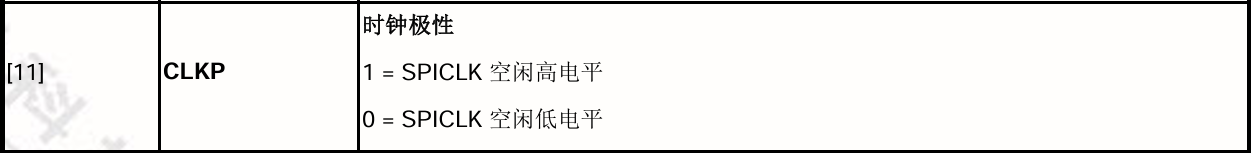 时钟极性
[11]
CLKP
1 = SPICLK 空闲高电平
0 = SPICLK 空闲低电平